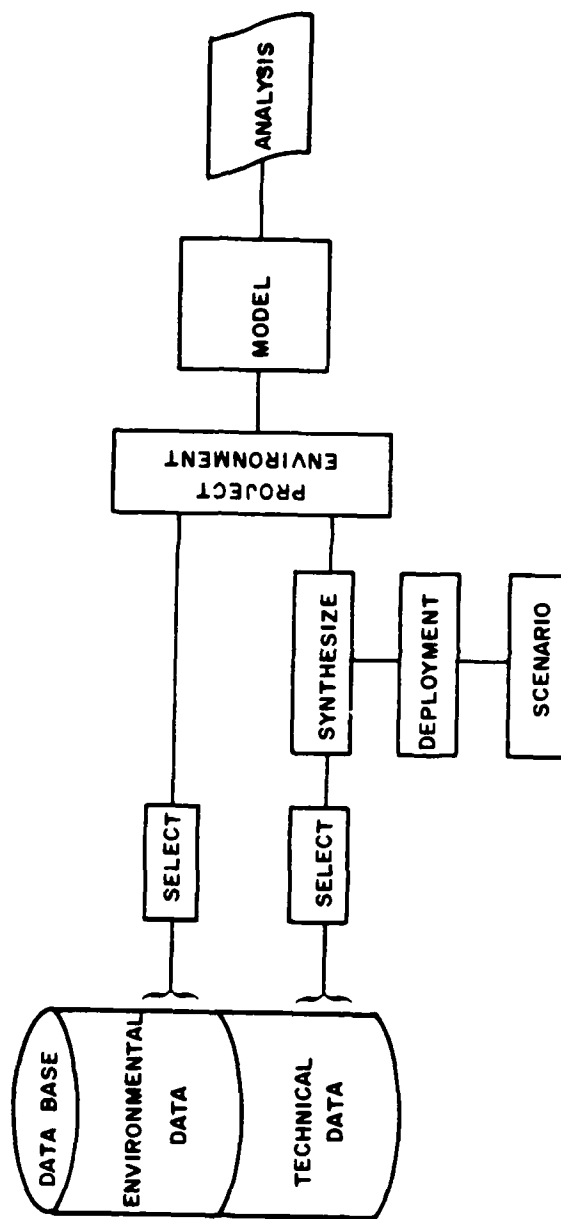 DATA BASE
ENVIRONMENTAL
DATA
TECHNICAL
DATA
SELECT
SELECT
SYNTHESIZE
DEPLOYMENT
SCENARIO
PROJECT
ENVIRONMENT
MODEL
ANALYSIS